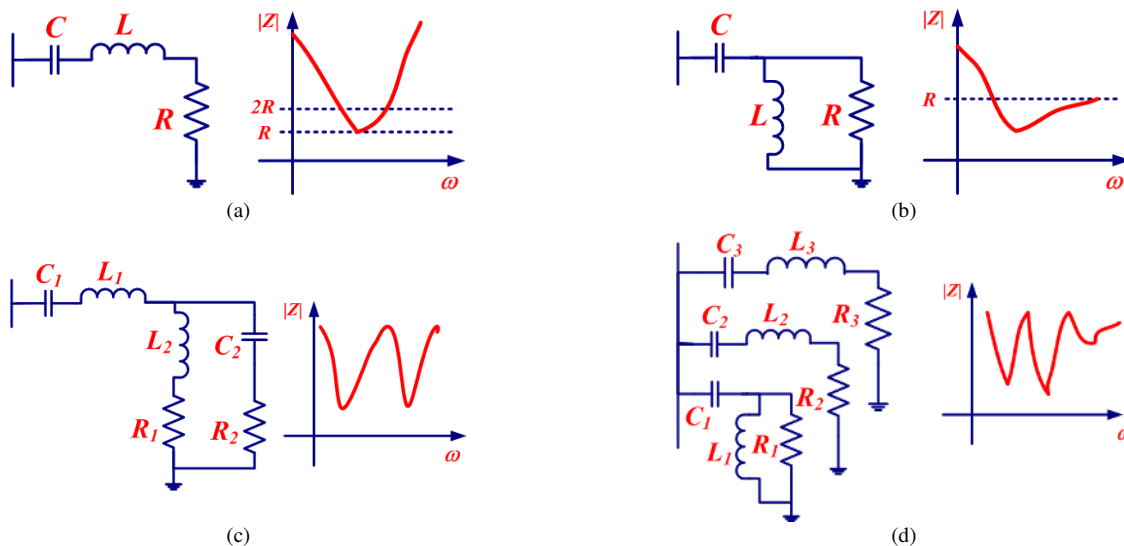 C L |Z|
2R
R R
ω
(a)
C |Z|
L R R
ω
(b)
C1 L1 |Z|
L2 C2
R1 R2
ω
(c)
C3 L3
|Z|
C2 L2 R3
C1 R2
L1 R1
ω
(d)